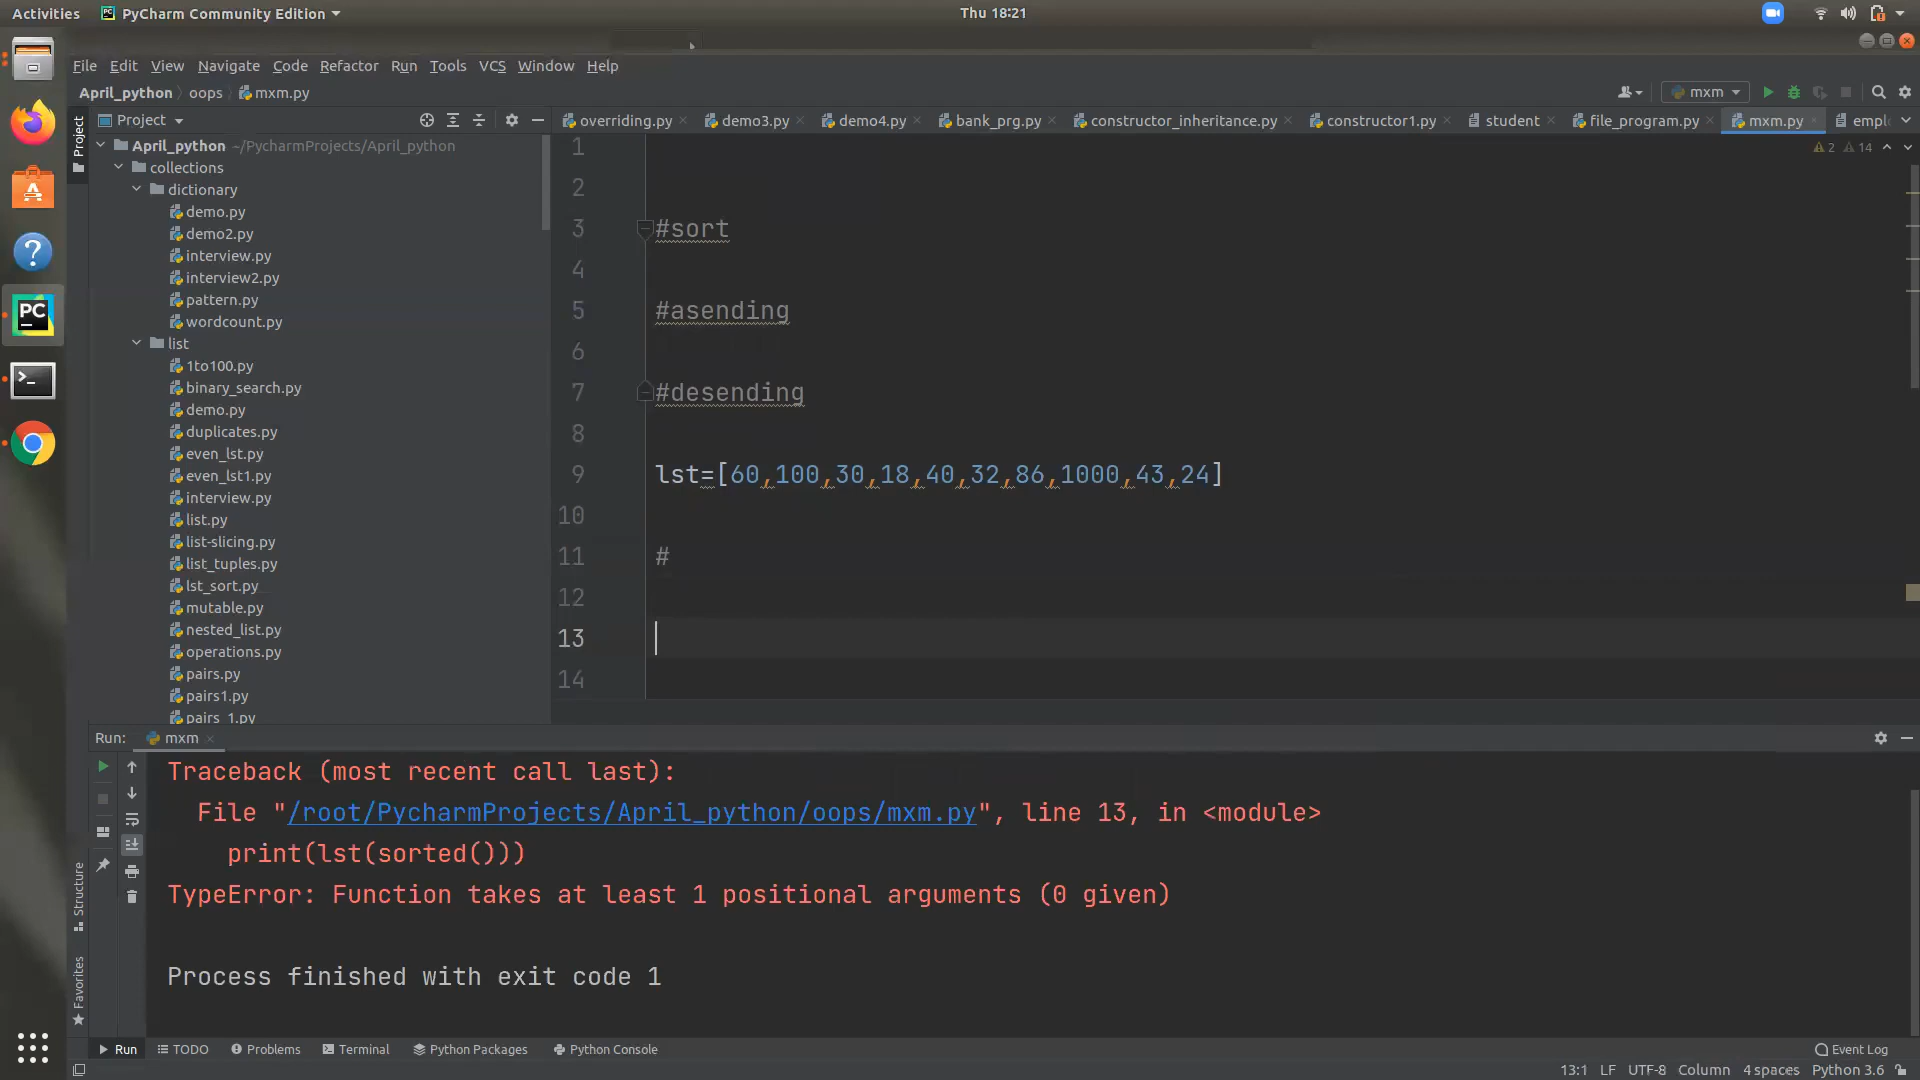 Activities PyCharm Community Edition Thu 18:21
File Edit View Navigate Code Refactor Run Tools VCS Window Help
April_python oops mxm.py mxm
Project overriding.py demo3.py demo4.py bank_prg.py constructor_inheritance.py constructor1.py student file_program.py mxm.py emplo
Project
April_python ~/PycharmProjects/April_python
collections
dictionary
demo.py
demo2.py
interview.py
interview2.py
pattern.py
wordcount.py
list
1to100.py
binary_search.py
demo.py
duplicates.py
even_lst.py
even_lst1.py
interview.py
list.py
list-slicing.py
list_tuples.py
lst_sort.py
mutable.py
nested_list.py
operations.py
pairs.py
pairs1.py
pairs_1.py
2 14
1
2
3 #sort
4
5 #asending
6
7 #desending
8
9 lst=[60,100,30,18,40,32,86,1000,43,24]
10
11 #
12
13
14
Run: mxm
Traceback (most recent call last):
File "/root/PycharmProjects/April_python/oops/mxm.py", line 13, in <module>
print(lst(sorted()))
TypeError: Function takes at least 1 positional arguments (0 given)
Process finished with exit code 1
Structure
Favorites
Run TODO Problems Terminal Python Packages Python Console Event Log
13:1 LF UTF-8 Column 4 spaces Python 3.6